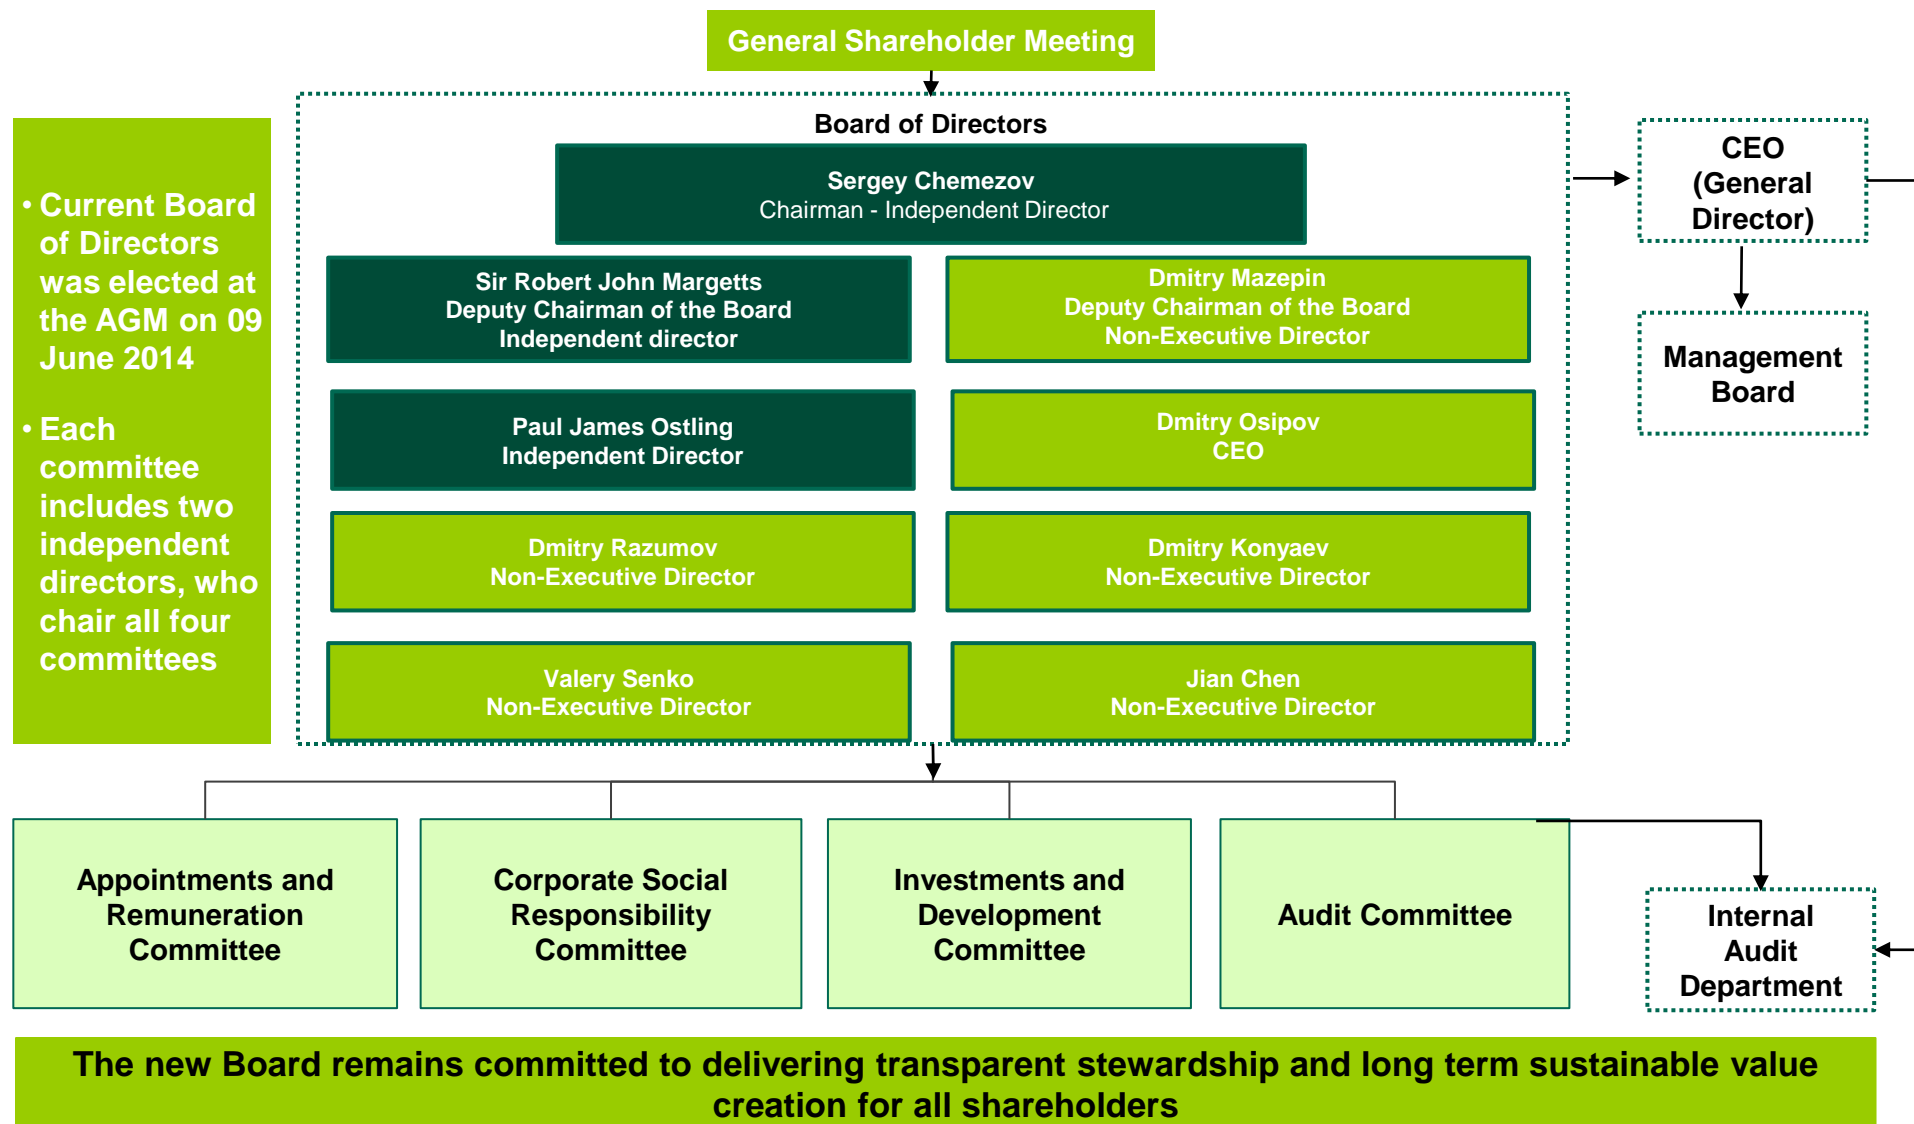 General Shareholder Meeting
• Current Board
of Directors
was elected at
the AGM on 09
June 2014
• Each
committee
includes two
independent
directors, who
chair all four
committees
Board of Directors
Sergey Chemezov
Chairman - Independent Director
Sir Robert John Margetts
Deputy Chairman of the Board
Independent director
Dmitry Mazepin
Deputy Chairman of the Board
Non-Executive Director
Paul James Ostling
Independent Director
Dmitry Osipov
CEO
Dmitry Razumov
Non-Executive Director
Dmitry Konyaev
Non-Executive Director
Valery Senko
Non-Executive Director
Jian Chen
Non-Executive Director
CEO
(General
Director)
Management
Board
Appointments and
Remuneration
Committee
Corporate Social
Responsibility
Committee
Investments and
Development
Committee
Audit Committee
Internal
Audit
Department
The new Board remains committed to delivering transparent stewardship and long term sustainable value
creation for all shareholders